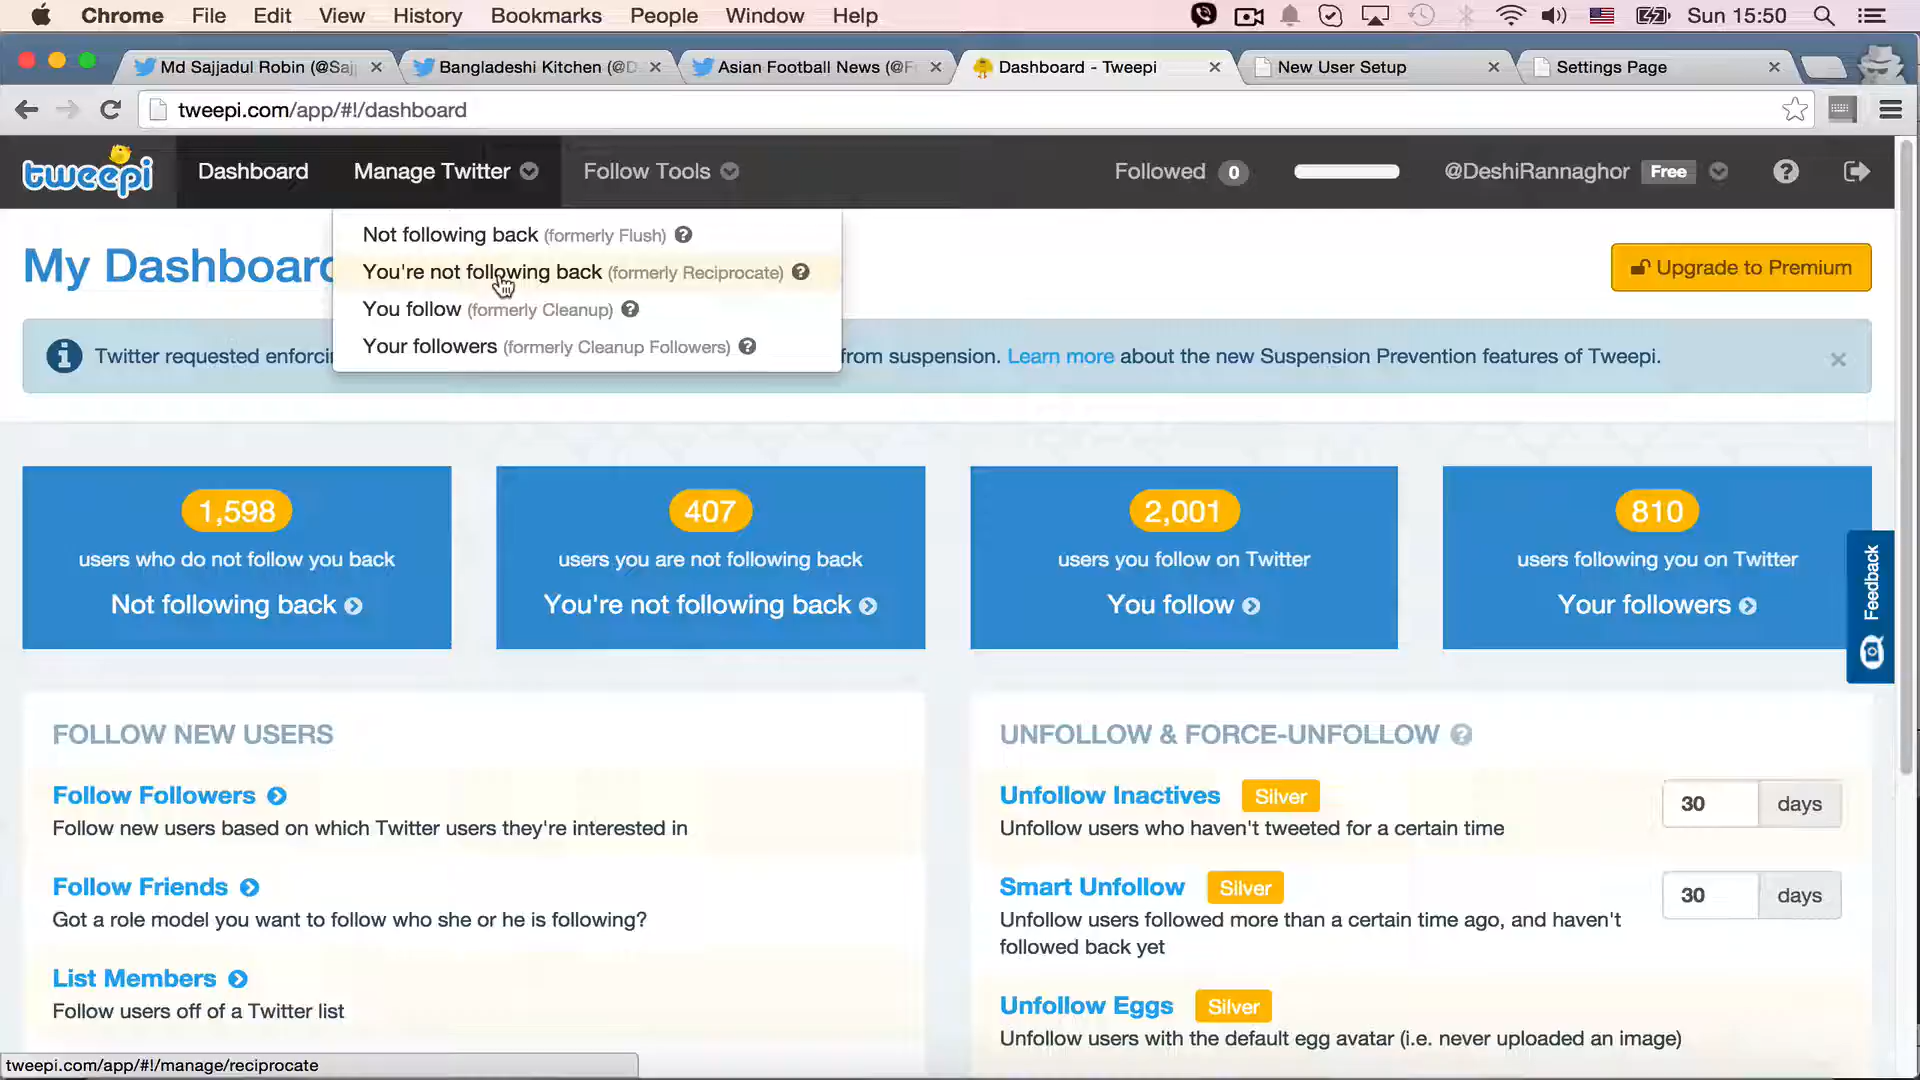 Chrome File Edit View History Bookmarks People Window Help Sun 15:50
Md Sajjadul Robin (@Saj Bangladeshi Kitchen (@D Asian Football News (@F Dashboard - Tweepi New User Setup Settings Page
tweepi.com/app/#!/dashboard
tweepi Dashboard Manage Twitter Follow Tools Followed 0 @DeshiRannaghor Free ?
Not following back (formerly Flush) ?
You're not following back (formerly Reciprocate) ?
You follow (formerly Cleanup) ?
Your followers (formerly Cleanup Followers) ?
My Dashboard
Upgrade to Premium
Twitter requested enforci from suspension. Learn more about the new Suspension Prevention features of Tweepi.
1,598
users who do not follow you back
Not following back
407
users you are not following back
You're not following back
2,001
users you follow on Twitter
You follow
810
users following you on Twitter
Your followers
Feedback
FOLLOW NEW USERS
Follow Followers
Follow new users based on which Twitter users they're interested in
Follow Friends
Got a role model you want to follow who she or he is following?
List Members
Follow users off of a Twitter list
UNFOLLOW & FORCE-UNFOLLOW ?
Unfollow Inactives Silver
Unfollow users who haven't tweeted for a certain time
30 days
Smart Unfollow Silver
Unfollow users followed more than a certain time ago, and haven't
followed back yet
30 days
Unfollow Eggs Silver
Unfollow users with the default egg avatar (i.e. never uploaded an image)
tweepi.com/app/#!/manage/reciprocate